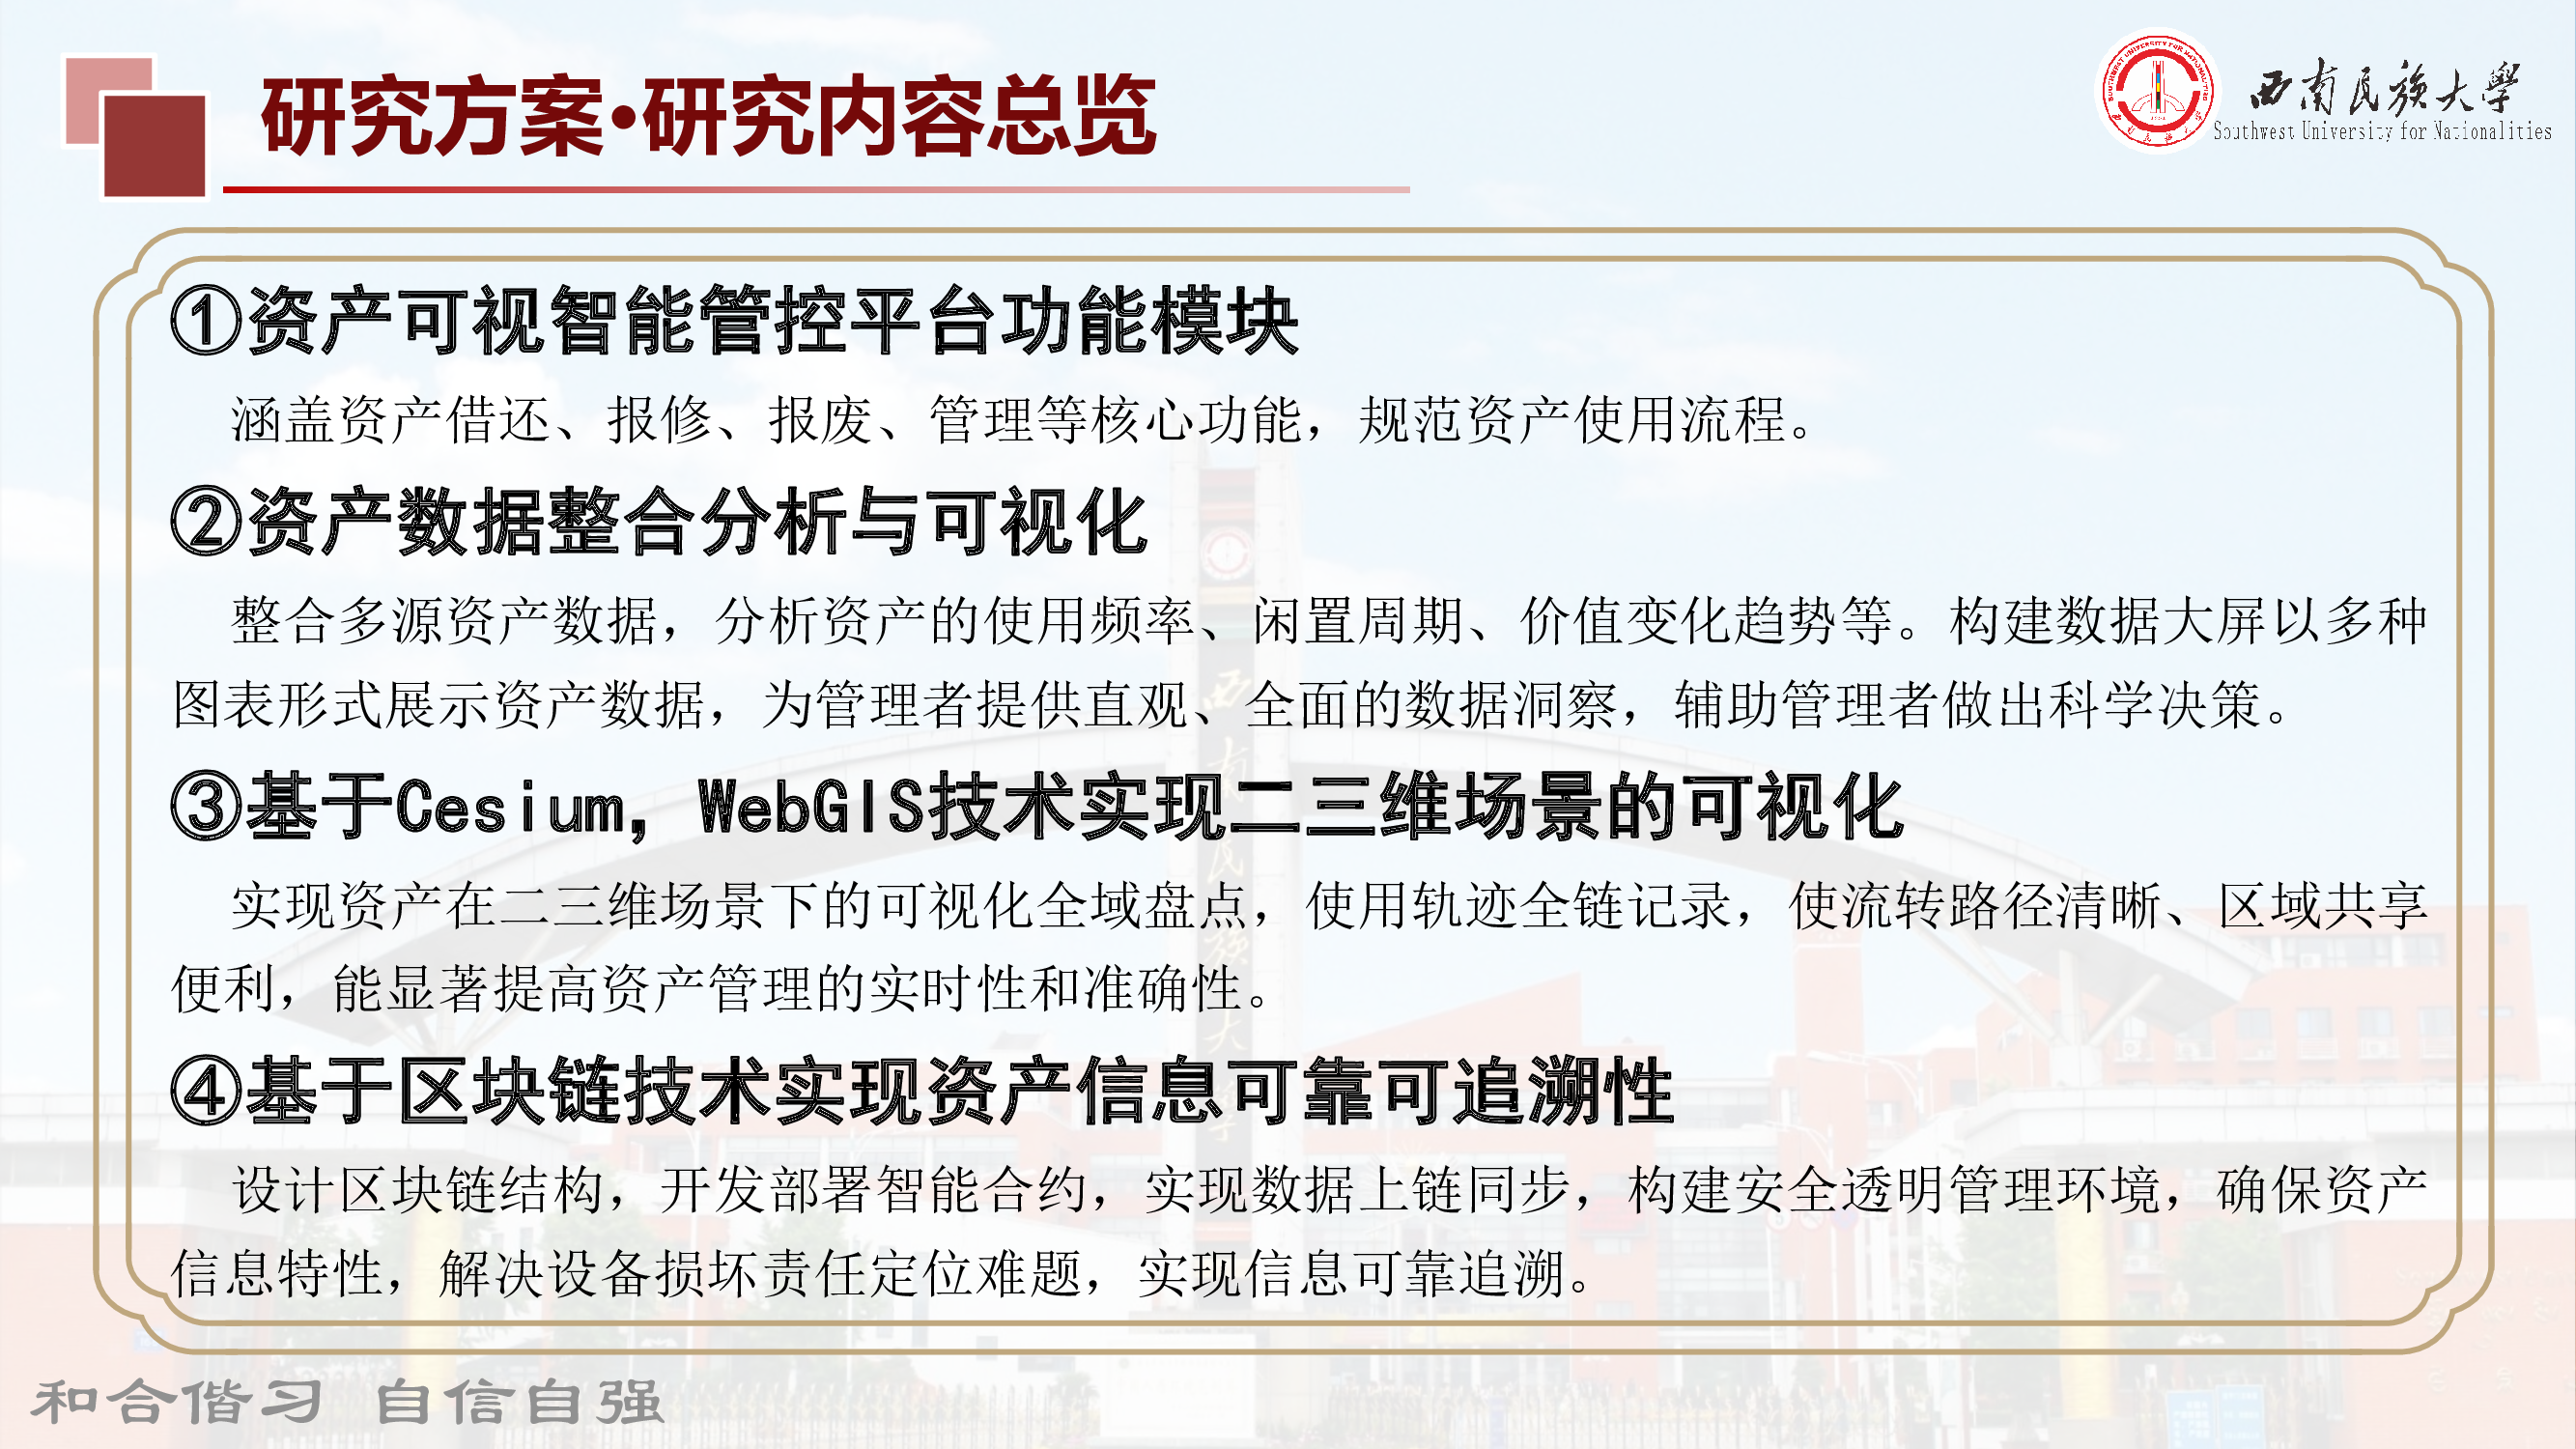 研究方案·研究内容总览
西南民族大学
Southwest University for Nationalities
①资产可视智能管控平台功能模块
涵盖资产借还、报修、报废、管理等核心功能，规范资产使用流程。
②资产数据整合分析与可视化
整合多源资产数据，分析资产的使用频率、闲置周期、价值变化趋势等。构建数据大屏以多种
图表形式展示资产数据，为管理者提供直观、全面的数据洞察，辅助管理者做出科学决策。
③基于Cesium，WebGIS技术实现二三维场景的可视化
实现资产在二三维场景下的可视化全域盘点，使用轨迹全链记录，使流转路径清晰、区域共享
便利，能显著提高资产管理的实时性和准确性。
④基于区块链技术实现资产信息可靠可追溯性
设计区块链结构，开发部署智能合约，实现数据上链同步，构建安全透明管理环境，确保资产
信息特性，解决设备损坏责任定位难题，实现信息可靠追溯。
和合偕习 自信自强